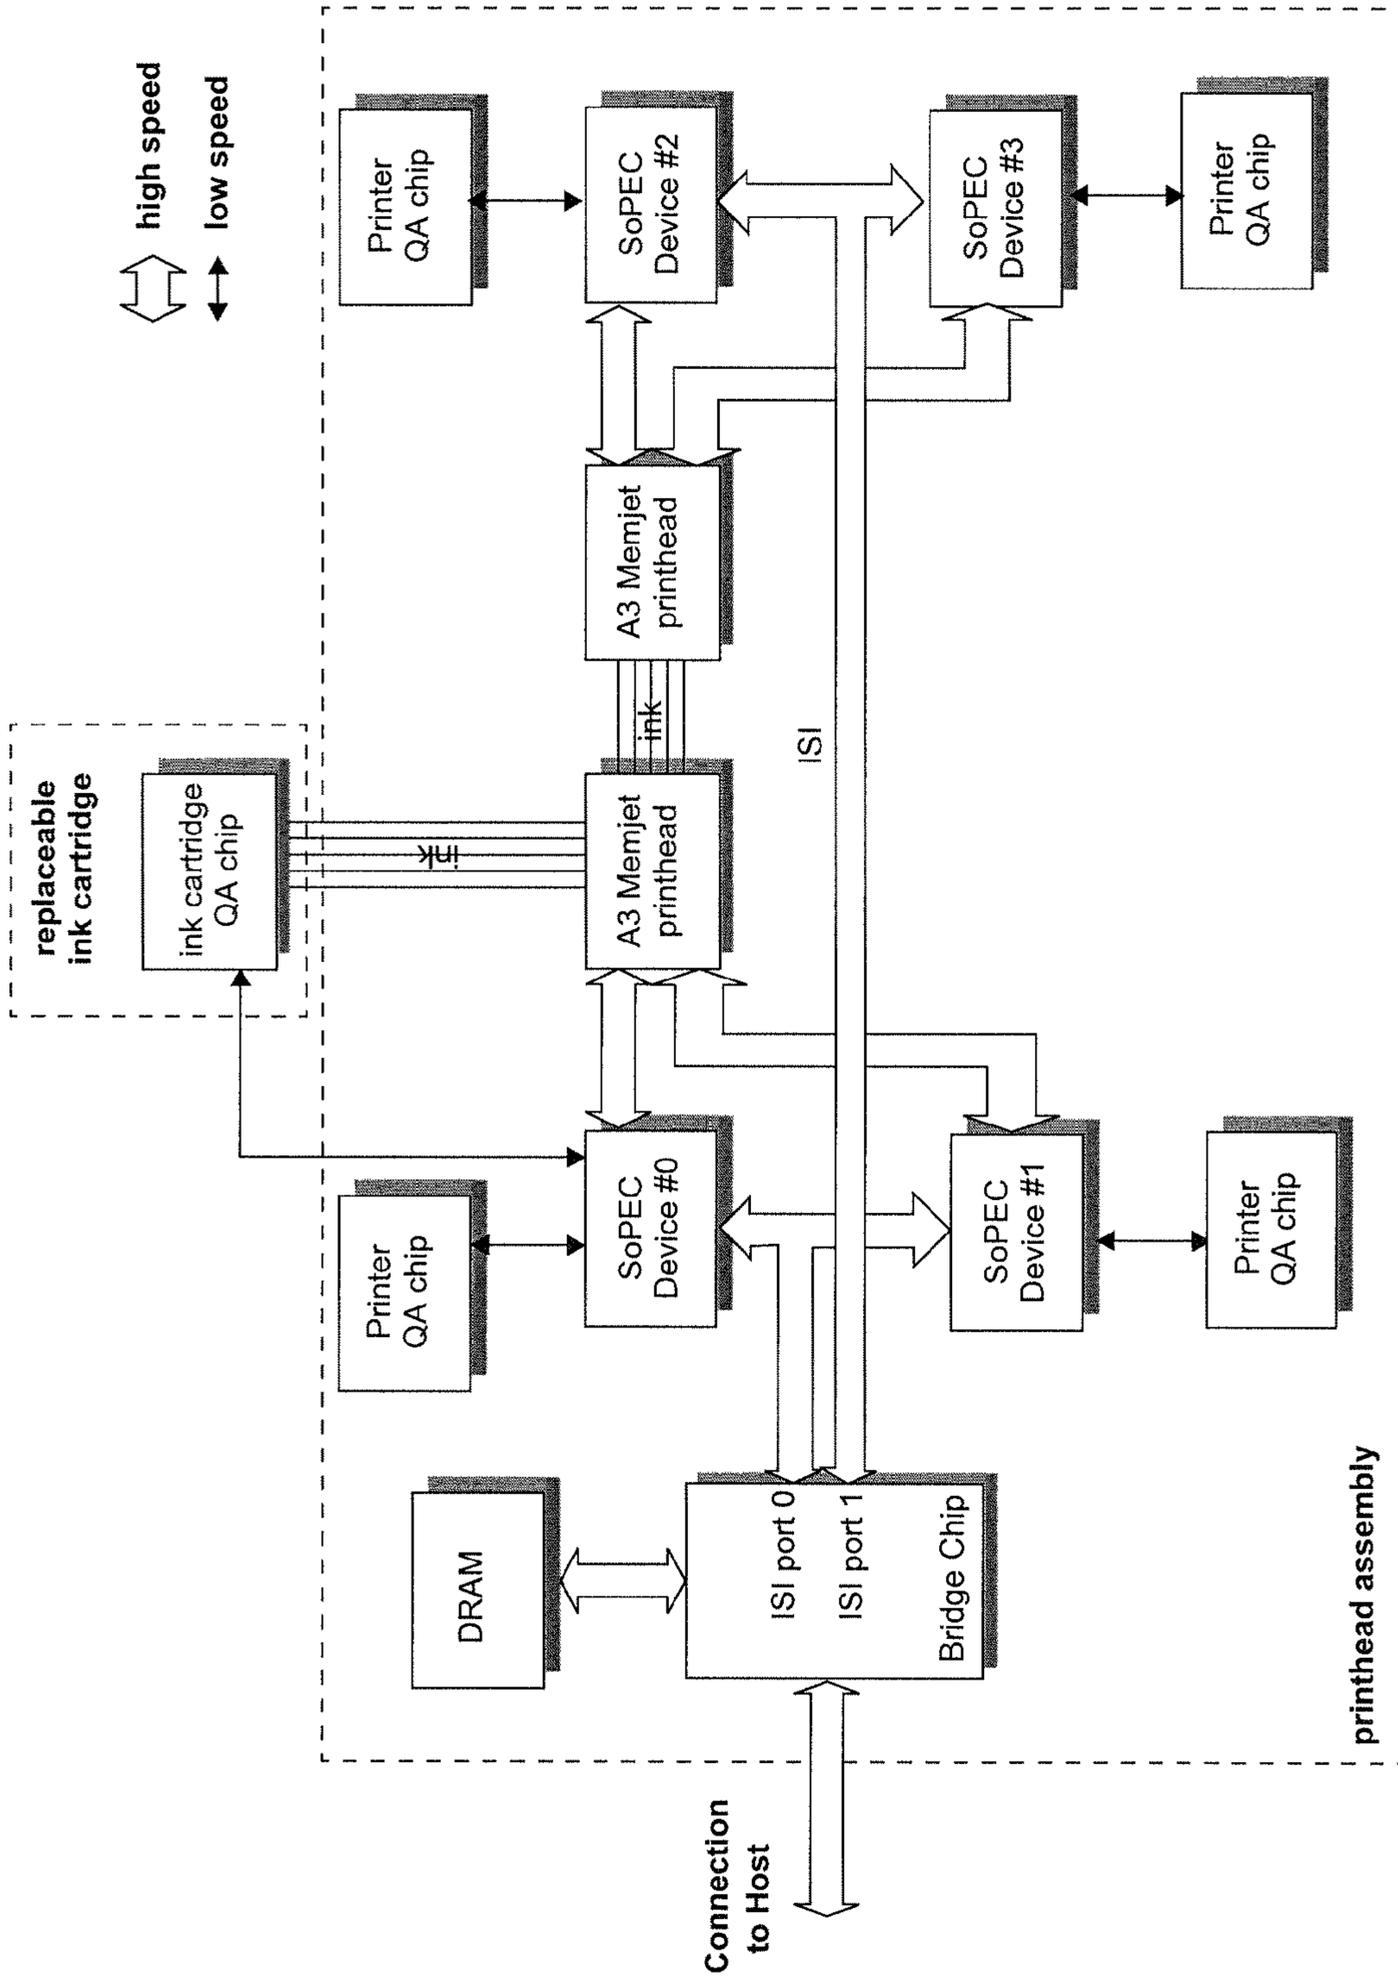 high speed
low speed
replaceable
ink cartridge
ink cartridge
QA chip
ink
Printer
QA chip
Printer
QA chip
DRAM
SoPEC
Device #0
A3 Memjet
printhead
ink
A3 Memjet
printhead
SoPEC
Device #2
Connection
to Host
ISI port 0
ISI port 1
Bridge Chip
ISI
SoPEC
Device #1
SoPEC
Device #3
Printer
QA chip
Printer
QA chip
printhead assembly